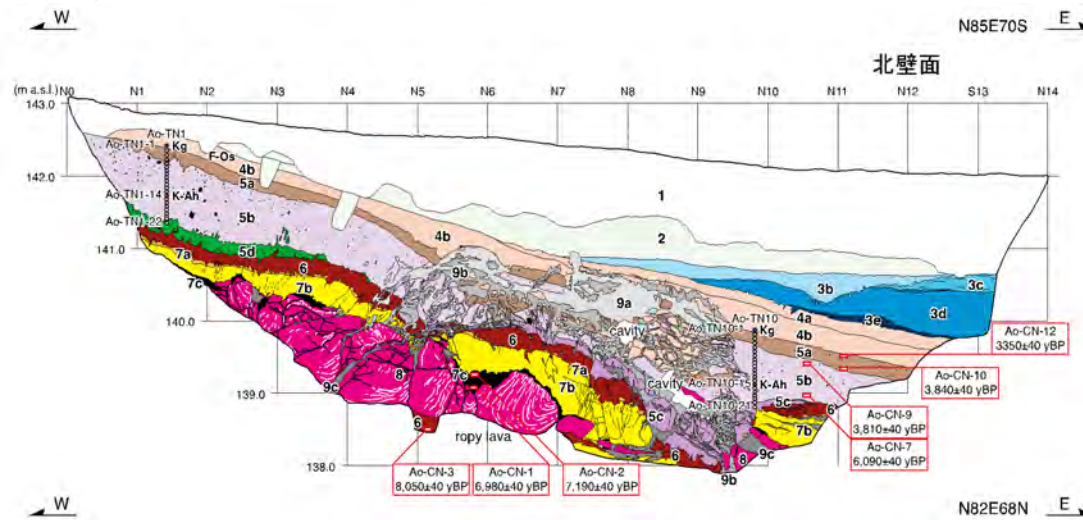 W
N85E70S
E
北壁面
(m a.s.l.)
N0 N1 N2 N3 N4 N5 N6 N7 N8 N9 N10 N11 N12 S13 N14
143.0
Ao-TN1
Ao-TN1-1 Kg
F-Os
4b
142.0
5a
Ao-TN1-14 K-Ah
1
5b
Ao-TN1-22
4b
2
141.0
5d
7a
6
9b
3b
3c
7c
7b
9a
3d
140.0
4a
3e
cavity
Ao-TN10
Ao-TN10-1 Kg
4b
Ao-CN-12
3350±40 yBP
6
5a
7a
8
7c
7b
cavity
Ao-TN10-15 K-Ah
5b
Ao-CN-10
3,840±40 yBP
139.0
9c
5c
Ao-TN10-21
5c
6
Ao-CN-9
3,810±40 yBP
6
ropy lava
7b
Ao-CN-7
6,090±40 yBP
138.0
6
8
9c
9b
Ao-CN-3
8,050±40 yBP
Ao-CN-1
6,980±40 yBP
Ao-CN-2
7,190±40 yBP
W
N82E68N
E